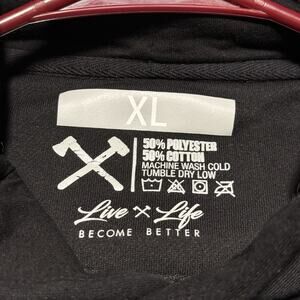 XL
50% POLYESTER
50% COTTON
MACHINE WASH COLD
TUMBLE DRY LOW
Live Life
BECOME BETTER